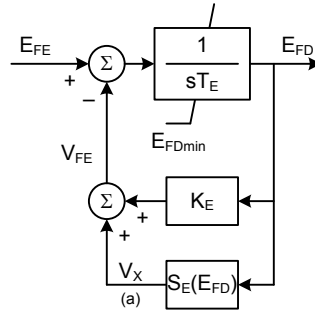 E_FE
+
Σ
−
1
sT_E
E_FD
E_FDmin
V_FE
Σ
+
K_E
+
V_X
(a)
S_E(E_FD)